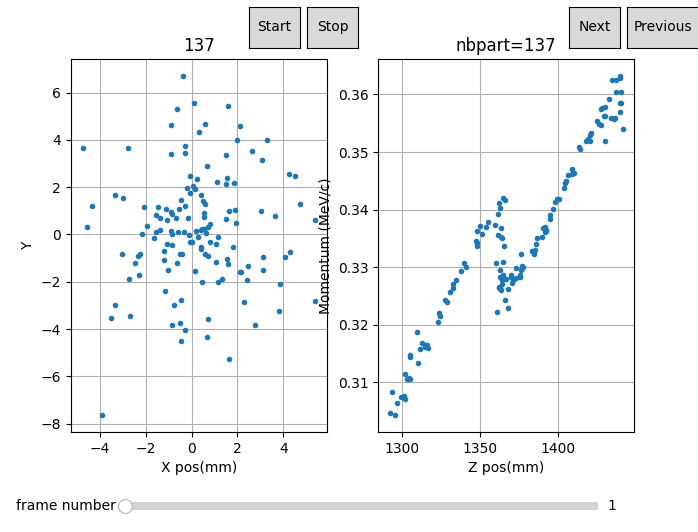 Start Stop Next Previous
137 nbpart=137
6
4
2
0
−2
−4
−6
−8
Y
−4 −2 0 2 4
X pos(mm)
0.36
0.35
0.34
0.33
0.32
0.31
Momentum (MeV/c)
1300 1350 1400
Z pos(mm)
frame number 1